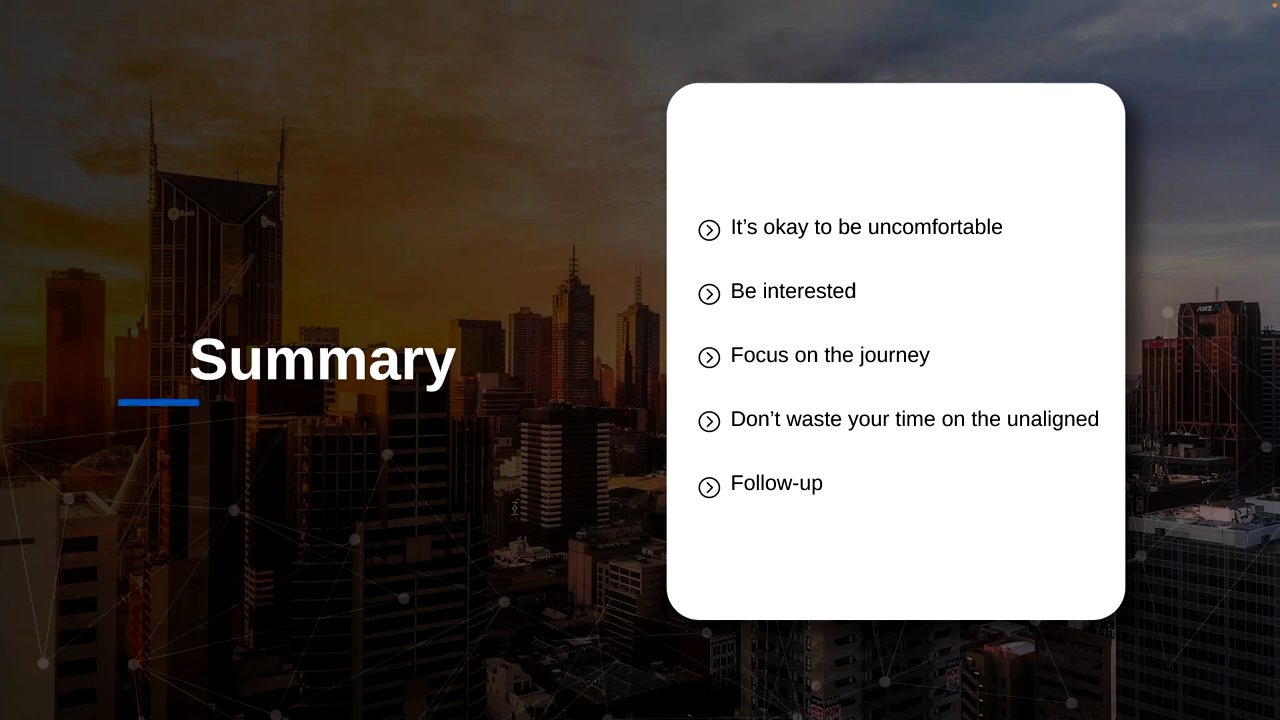 Summary
It’s okay to be uncomfortable
Be interested
Focus on the journey
Don’t waste your time on the unaligned
Follow-up